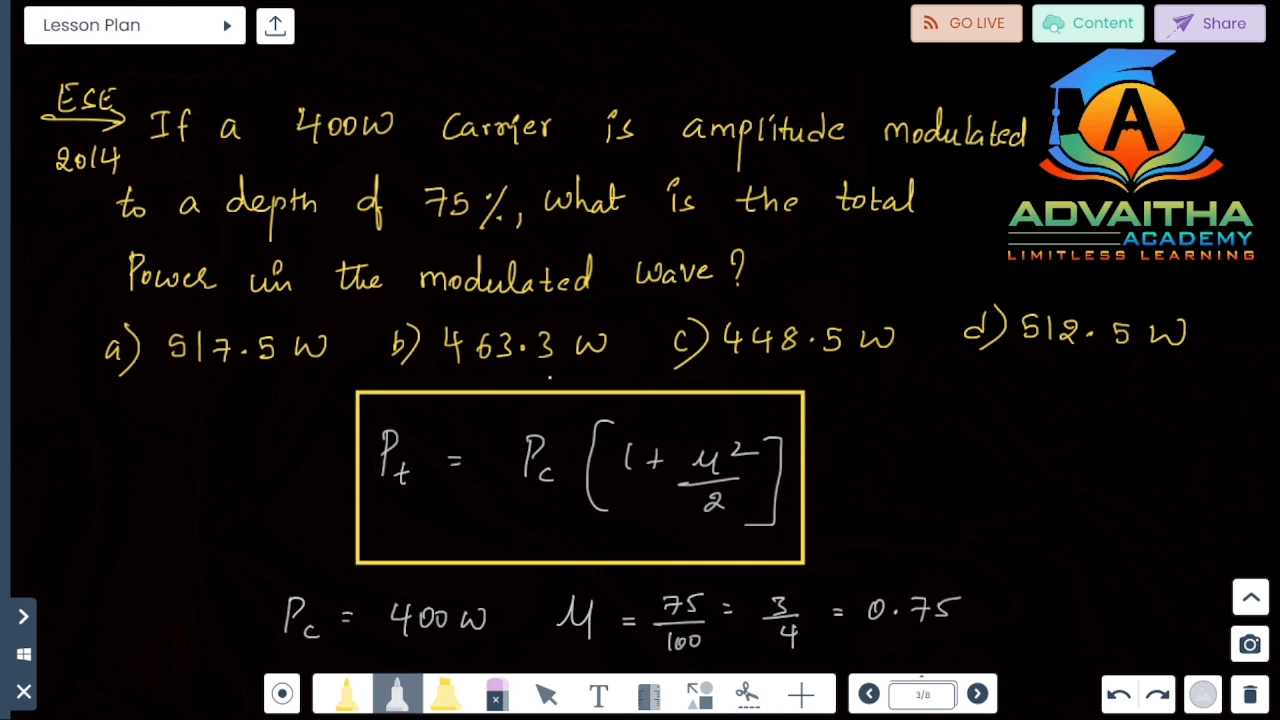 Lesson Plan
GO LIVE
Content
Share
ESE
2014
If a 400W Carrier is amplitude modulated
to a depth of 75%, what is the total
Power in the modulated wave?
a) 517.5 W b) 463.3 W c) 448.5 W d) 512.5 W
A
ADVAITHA
ACADEMY
LIMITLESS LEARNING
Pt = Pc [1 + μ²/2]
Pc = 400W μ = 75/100 = 3/4 = 0.75
T
3/8